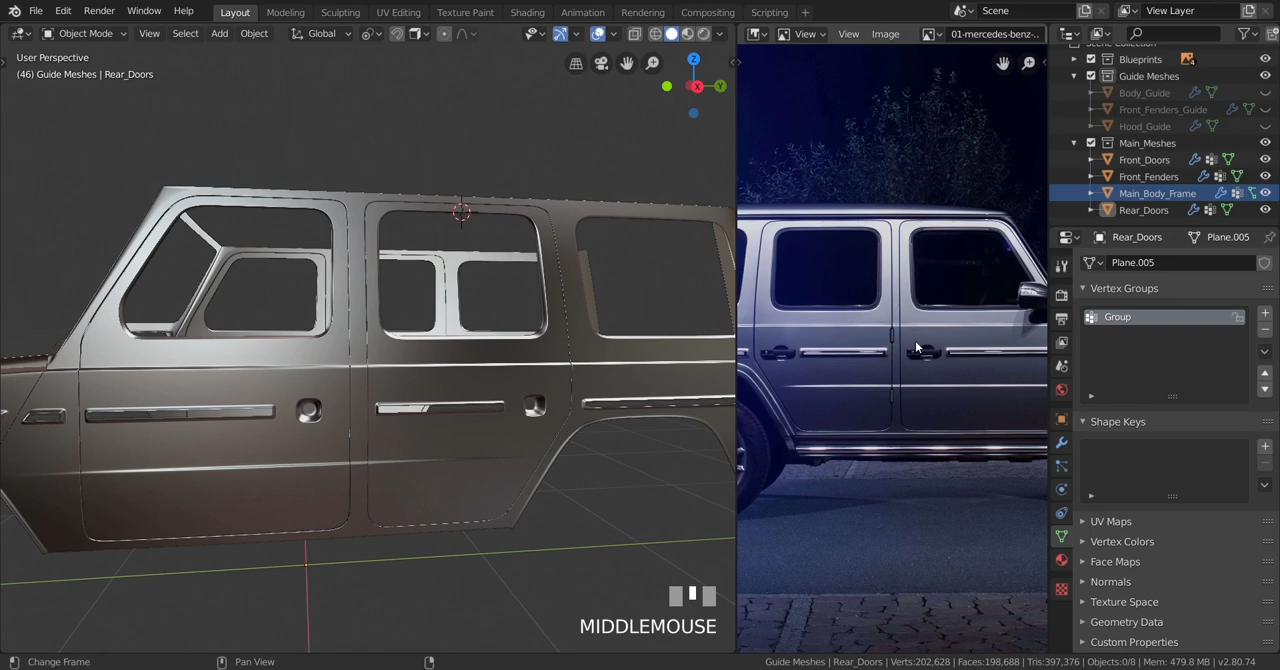 File Edit Render Window Help Layout Modeling Sculpting UV Editing Texture Paint Shading Animation Rendering Compositing Scripting + Scene View Layer
Object Mode View Select Add Object Global View View Image 01-mercedes-benz-..
User Perspective
(46) Guide Meshes | Rear_Doors
Z
X
Y
MIDDLEMOUSE
Blueprints 4
Guide Meshes
Body_Guide
Front_Fenders_Guide
Hood_Guide
Main_Meshes
Front_Doors
Front_Fenders
Main_Body_Frame
Rear_Doors
Rear_Doors Plane.005
Plane.005
Vertex Groups
Group
Shape Keys
UV Maps
Vertex Colors
Face Maps
Normals
Texture Space
Geometry Data
Custom Properties
Change Frame Pan View Guide Meshes | Rear_Doors | Verts:202,628 | Faces:198,688 | Tris:397,376 | Objects:0/8 | Mem: 479.8 MB | v2.80.74